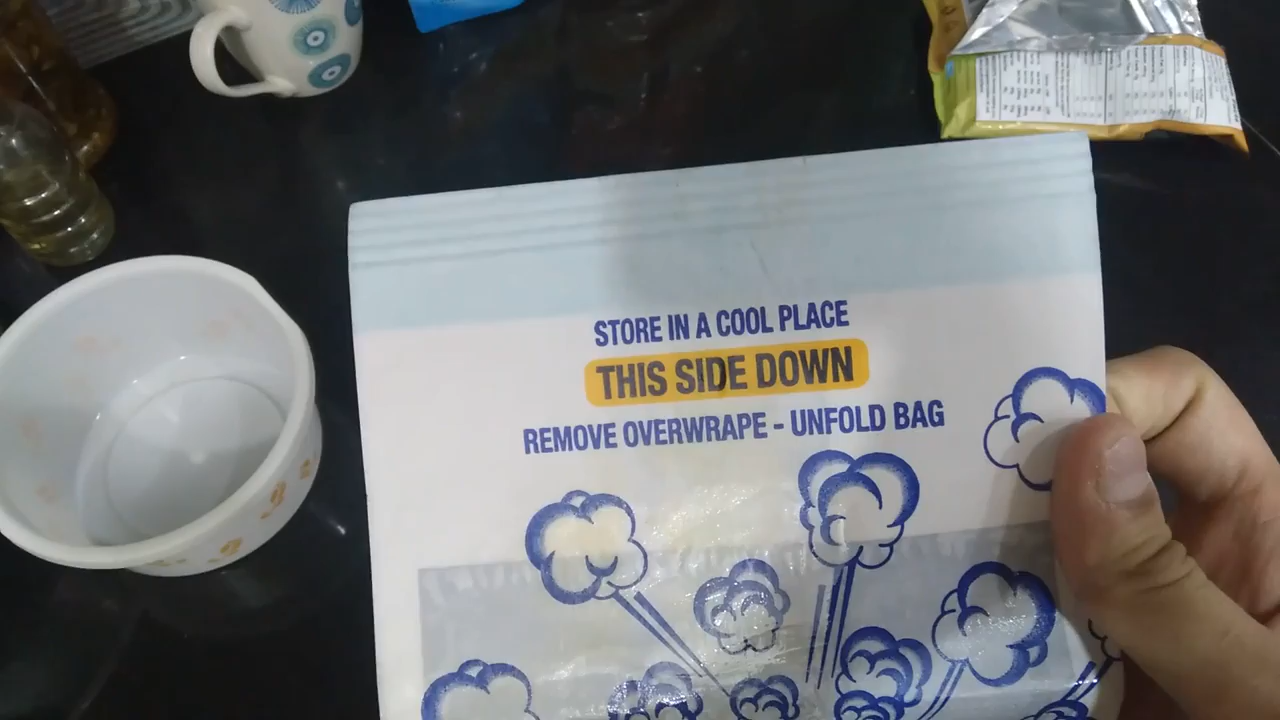 STORE IN A COOL PLACE
THIS SIDE DOWN
REMOVE OVERWRAPE - UNFOLD BAG